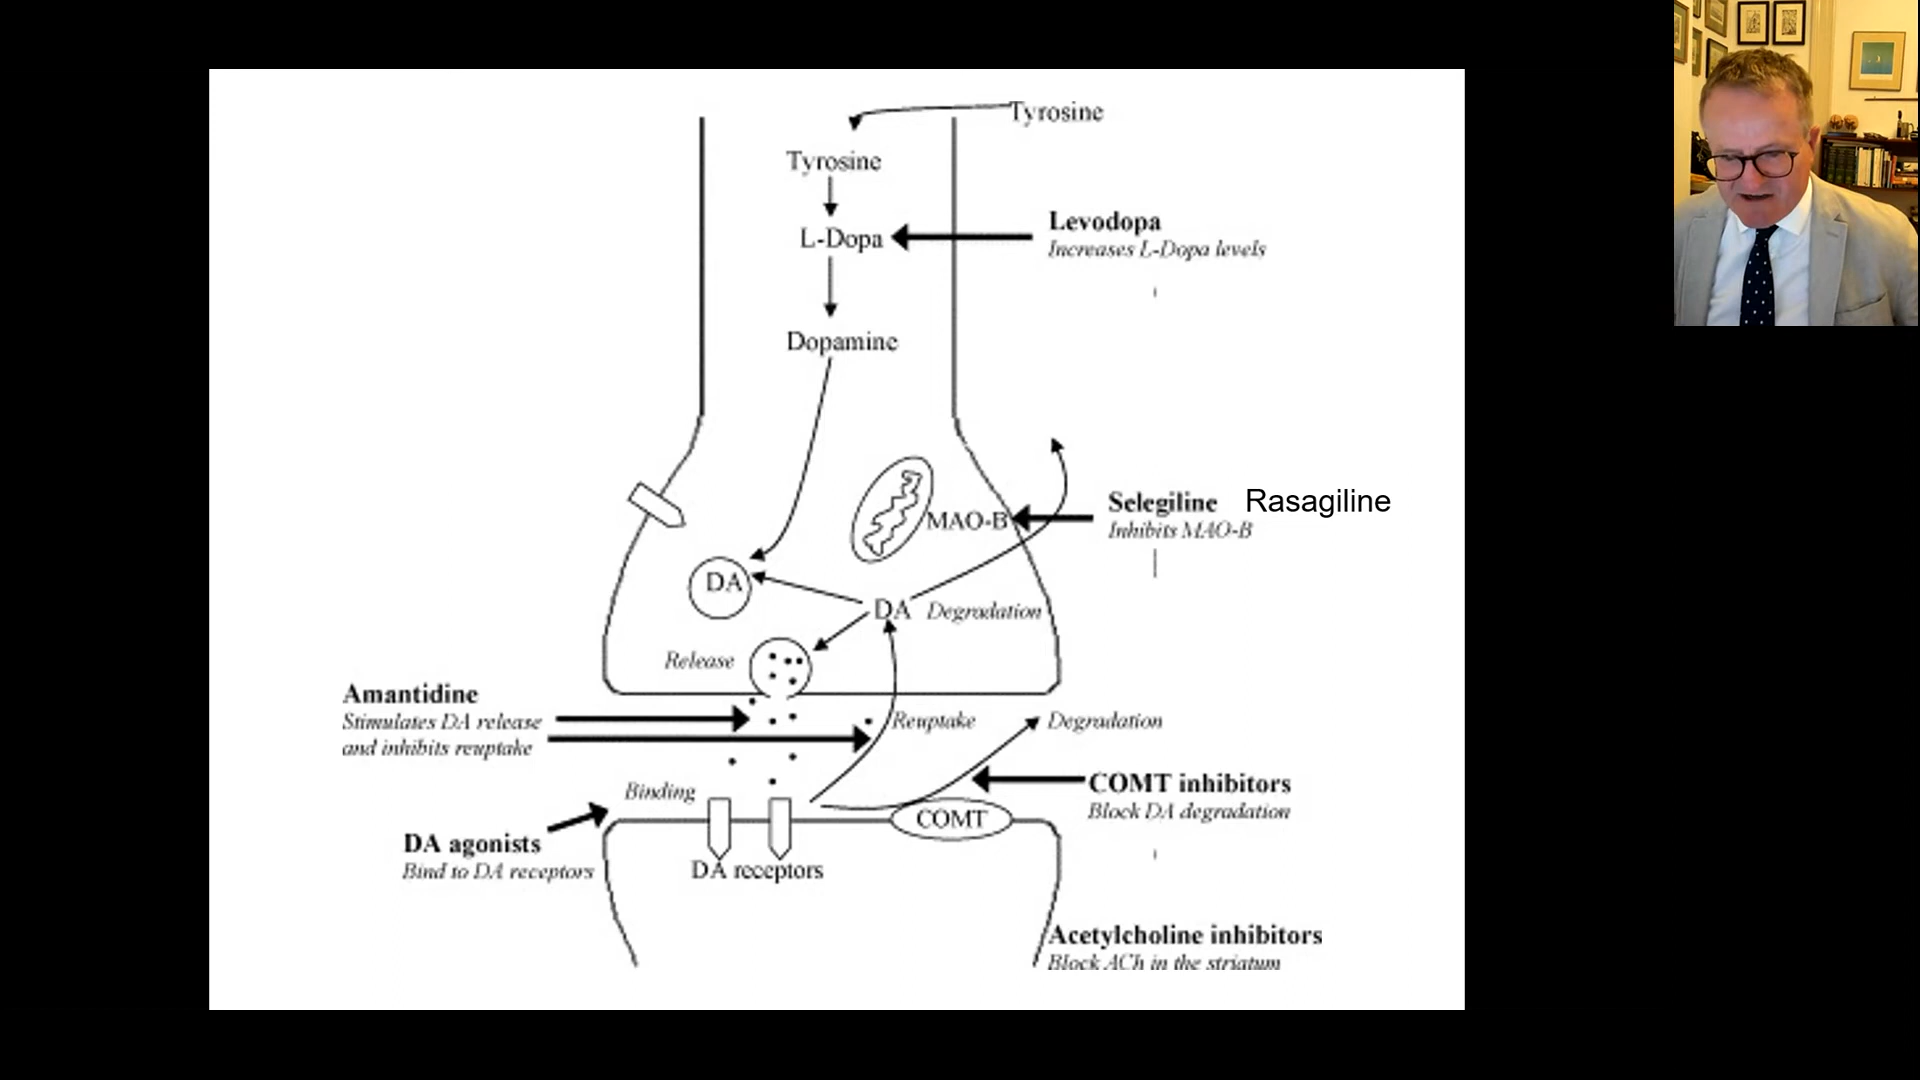 Tyrosine
Tyrosine
L-Dopa
Levodopa
Increases L-Dopa levels
Dopamine
MAO-B
Selegiline Rasagiline
Inhibits MAO-B
DA
DA Degradation
Release
Amantidine
Stimulates DA release
and inhibits reuptake
Reuptake
Degradation
Binding
COMT inhibitors
Block DA degradation
COMT
DA agonists
Bind to DA receptors
DA receptors
Acetylcholine inhibitors
Block ACh in the striatum